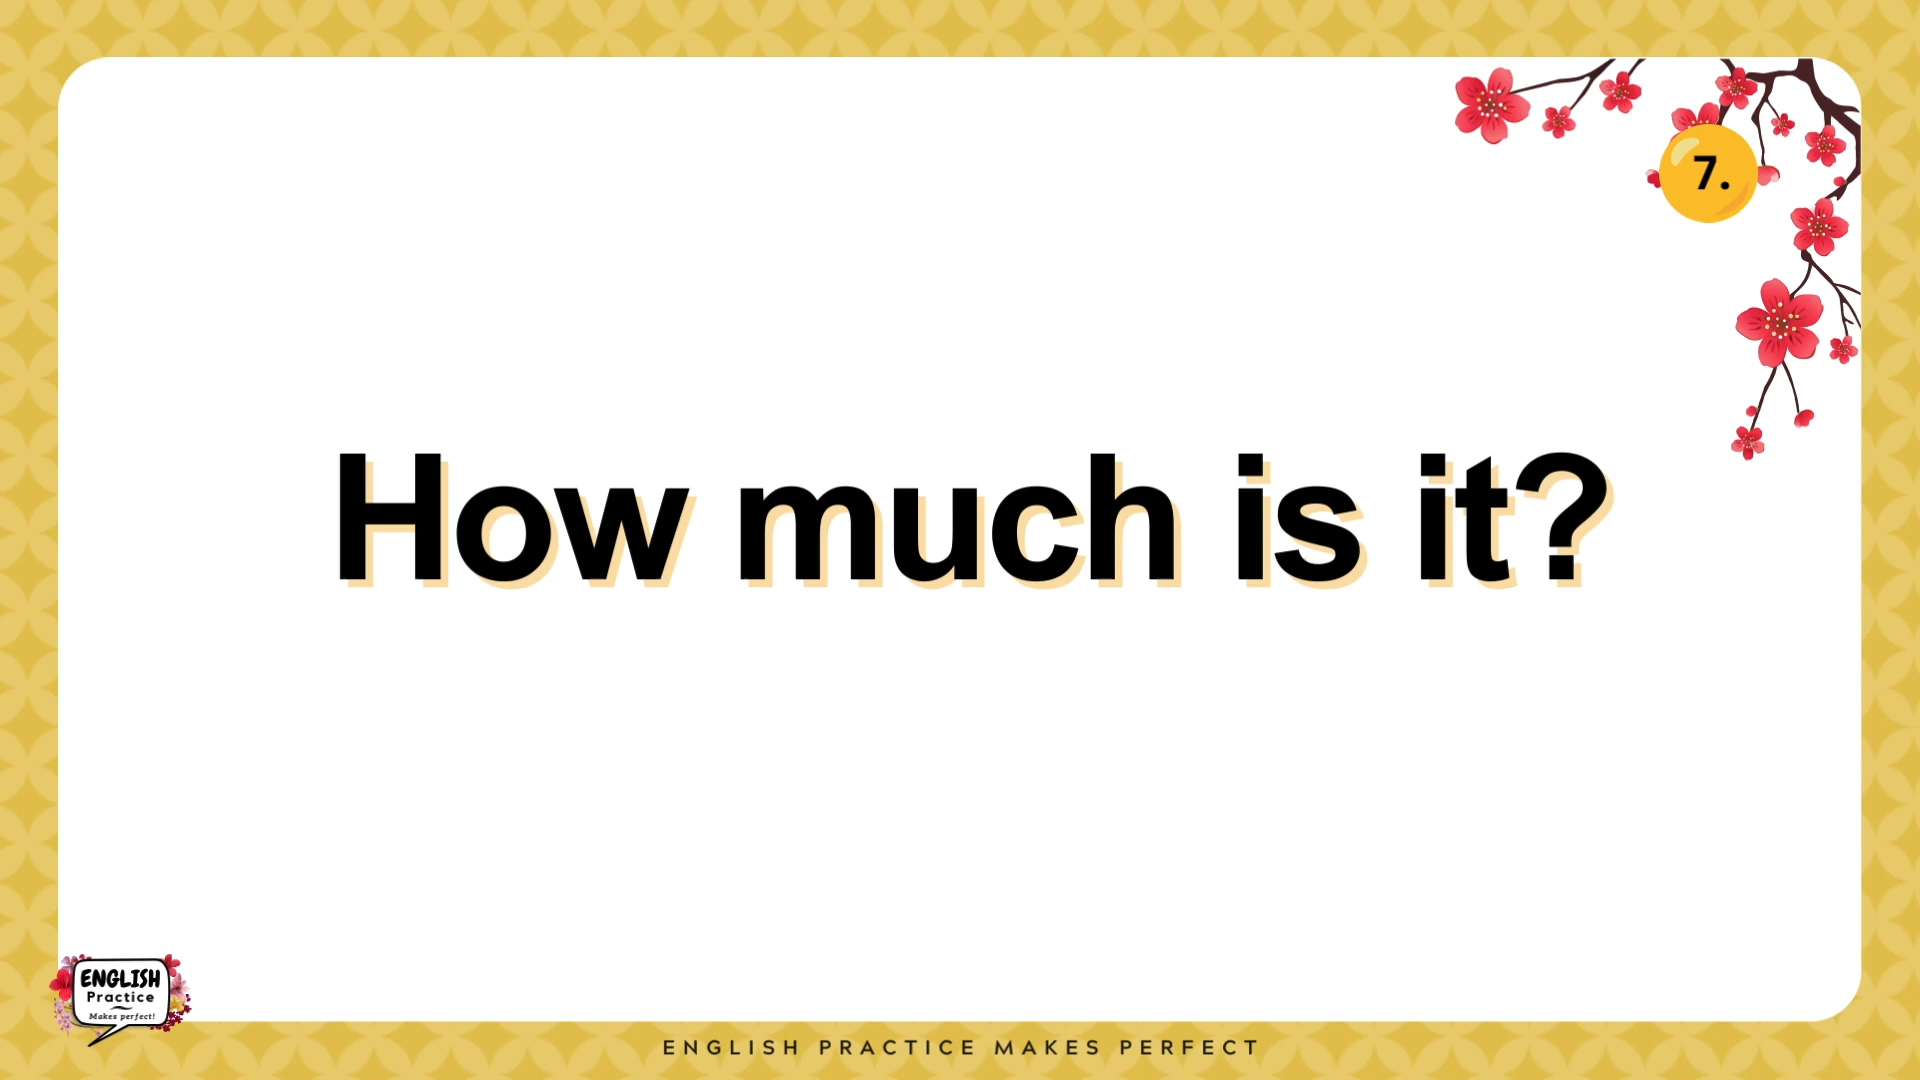 7.
How much is it?
ENGLISH
Practice
Makes perfect!
ENGLISH PRACTICE MAKES PERFECT